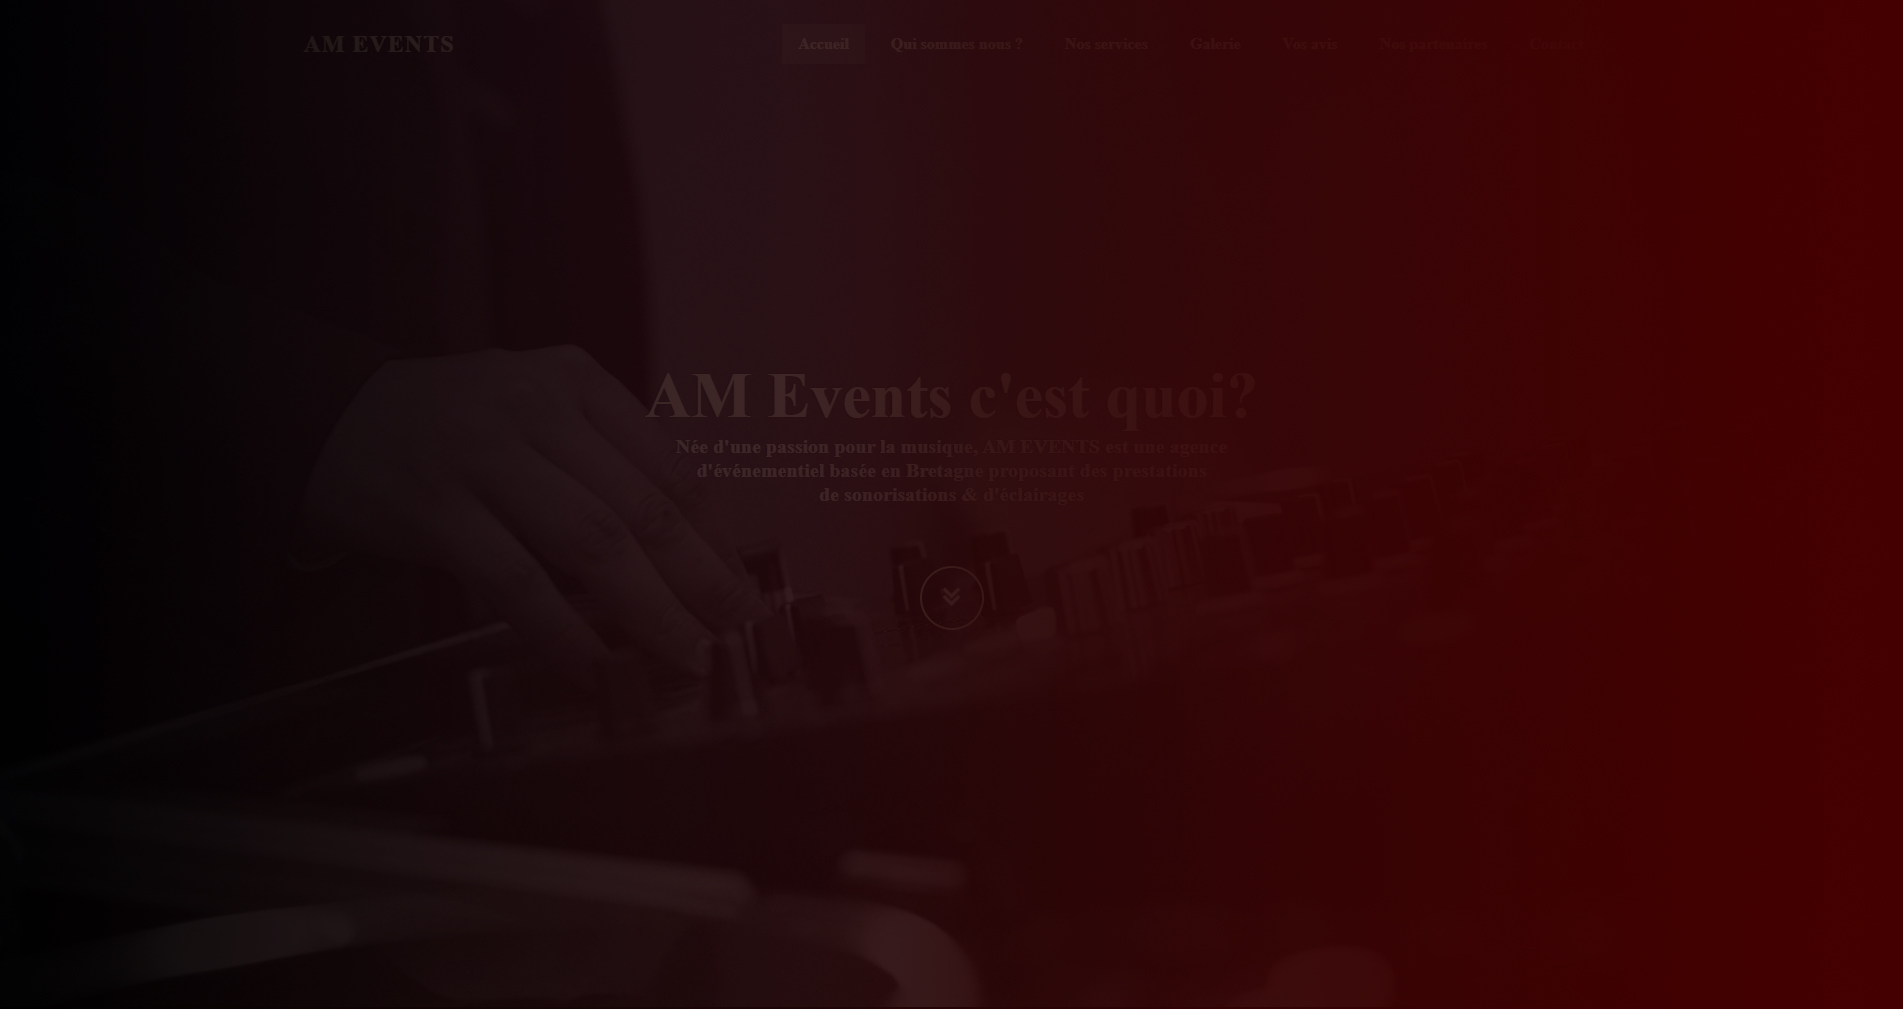 AM EVENTS
Accueil
Qui sommes nous ?
Nos services
Galerie
Vos avis
Nos partenaires
Contact
AM Events c'est quoi?
Née d'une passion pour la musique, AM EVENTS est une agence
d'événementiel basée en Bretagne proposant des prestations
de sonorisations & d'éclairages